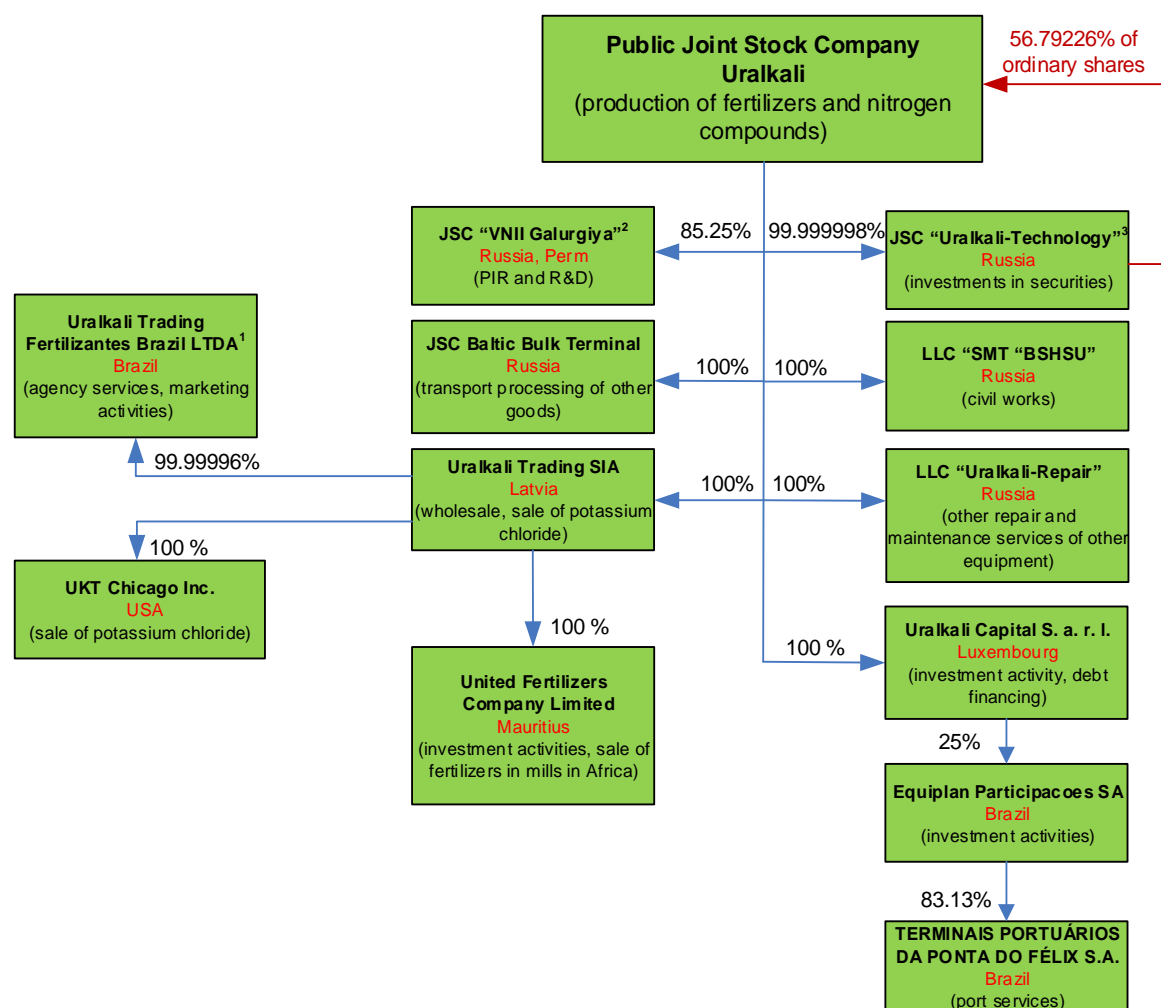 Public Joint Stock Company
Uralkali
(production of fertilizers and nitrogen
compounds)
56.79226% of
ordinary shares
JSC “VNII Galurgiya”²
Russia, Perm
(PIR and R&D)
85.25%
99.999998%
JSC “Uralkali-Technology”³
Russia
(investments in securities)
Uralkali Trading
Fertilizantes Brazil LTDA¹
Brazil
(agency services, marketing
activities)
JSC Baltic Bulk Terminal
Russia
(transport processing of other
goods)
100%
100%
LLC “SMT “BSHSU”
Russia
(civil works)
99.99996%
Uralkali Trading SIA
Latvia
(wholesale, sale of potassium
chloride)
100%
100%
LLC “Uralkali-Repair”
Russia
(other repair and
maintenance services of other
equipment)
100 %
UKT Chicago Inc.
USA
(sale of potassium chloride)
100 %
United Fertilizers
Company Limited
Mauritius
(investment activities, sale of
fertilizers in mills in Africa)
100 %
Uralkali Capital S. a. r. l.
Luxembourg
(investment activity, debt
financing)
25%
Equiplan Participacoes SA
Brazil
(investment activities)
83.13%
TERMINAIS PORTUÁRIOS
DA PONTA DO FÉLIX S.A.
Brazil
(port services)